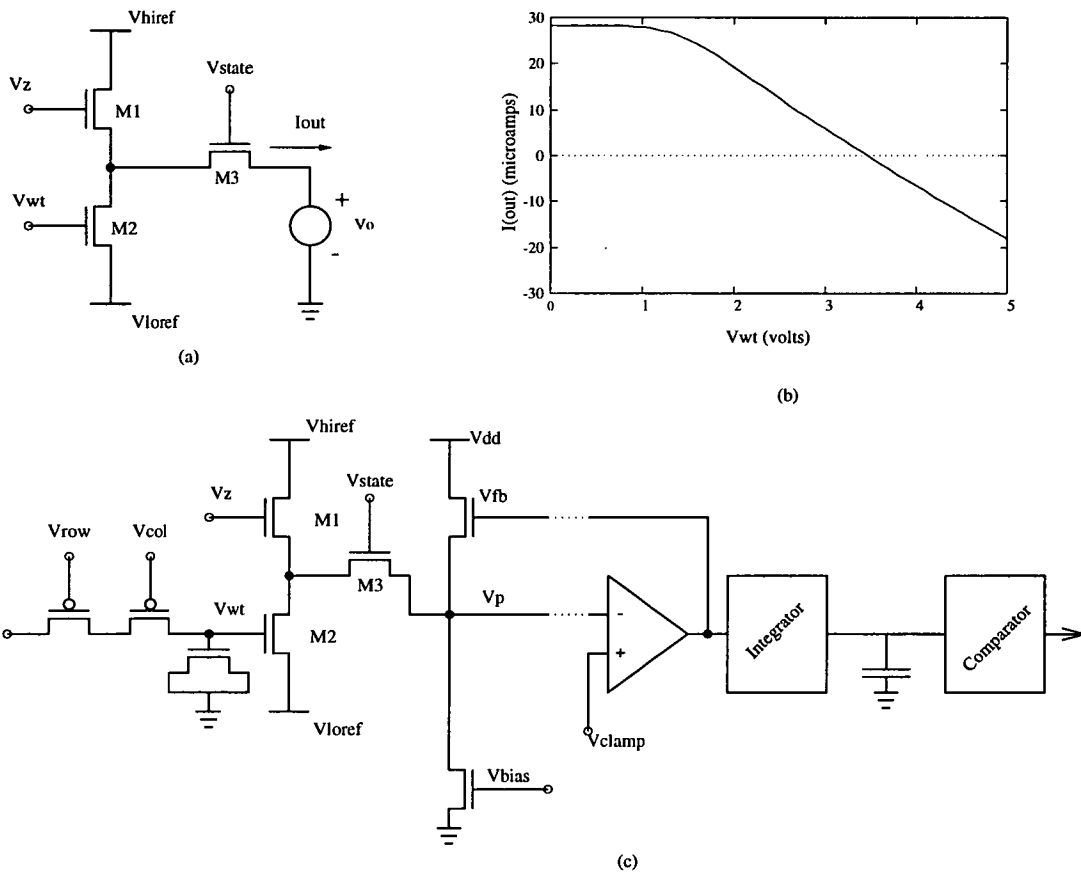 Vhiref
Vz
M1
Vstate
Iout
M3
Vwt
M2
+
Vo
-
Vloref
(a)
30
20
10
0
-10
-20
-30
I(out) (microamps)
0 1 2 3 4 5
Vwt (volts)
(b)
Vhiref
Vdd
Vstate
Vfb
Vz
M1
Vrow
Vcol
M3
Vwt
Vp
M2
-
+
Integrator
Comparator
Vloref
Vclamp
Vbias
(c)